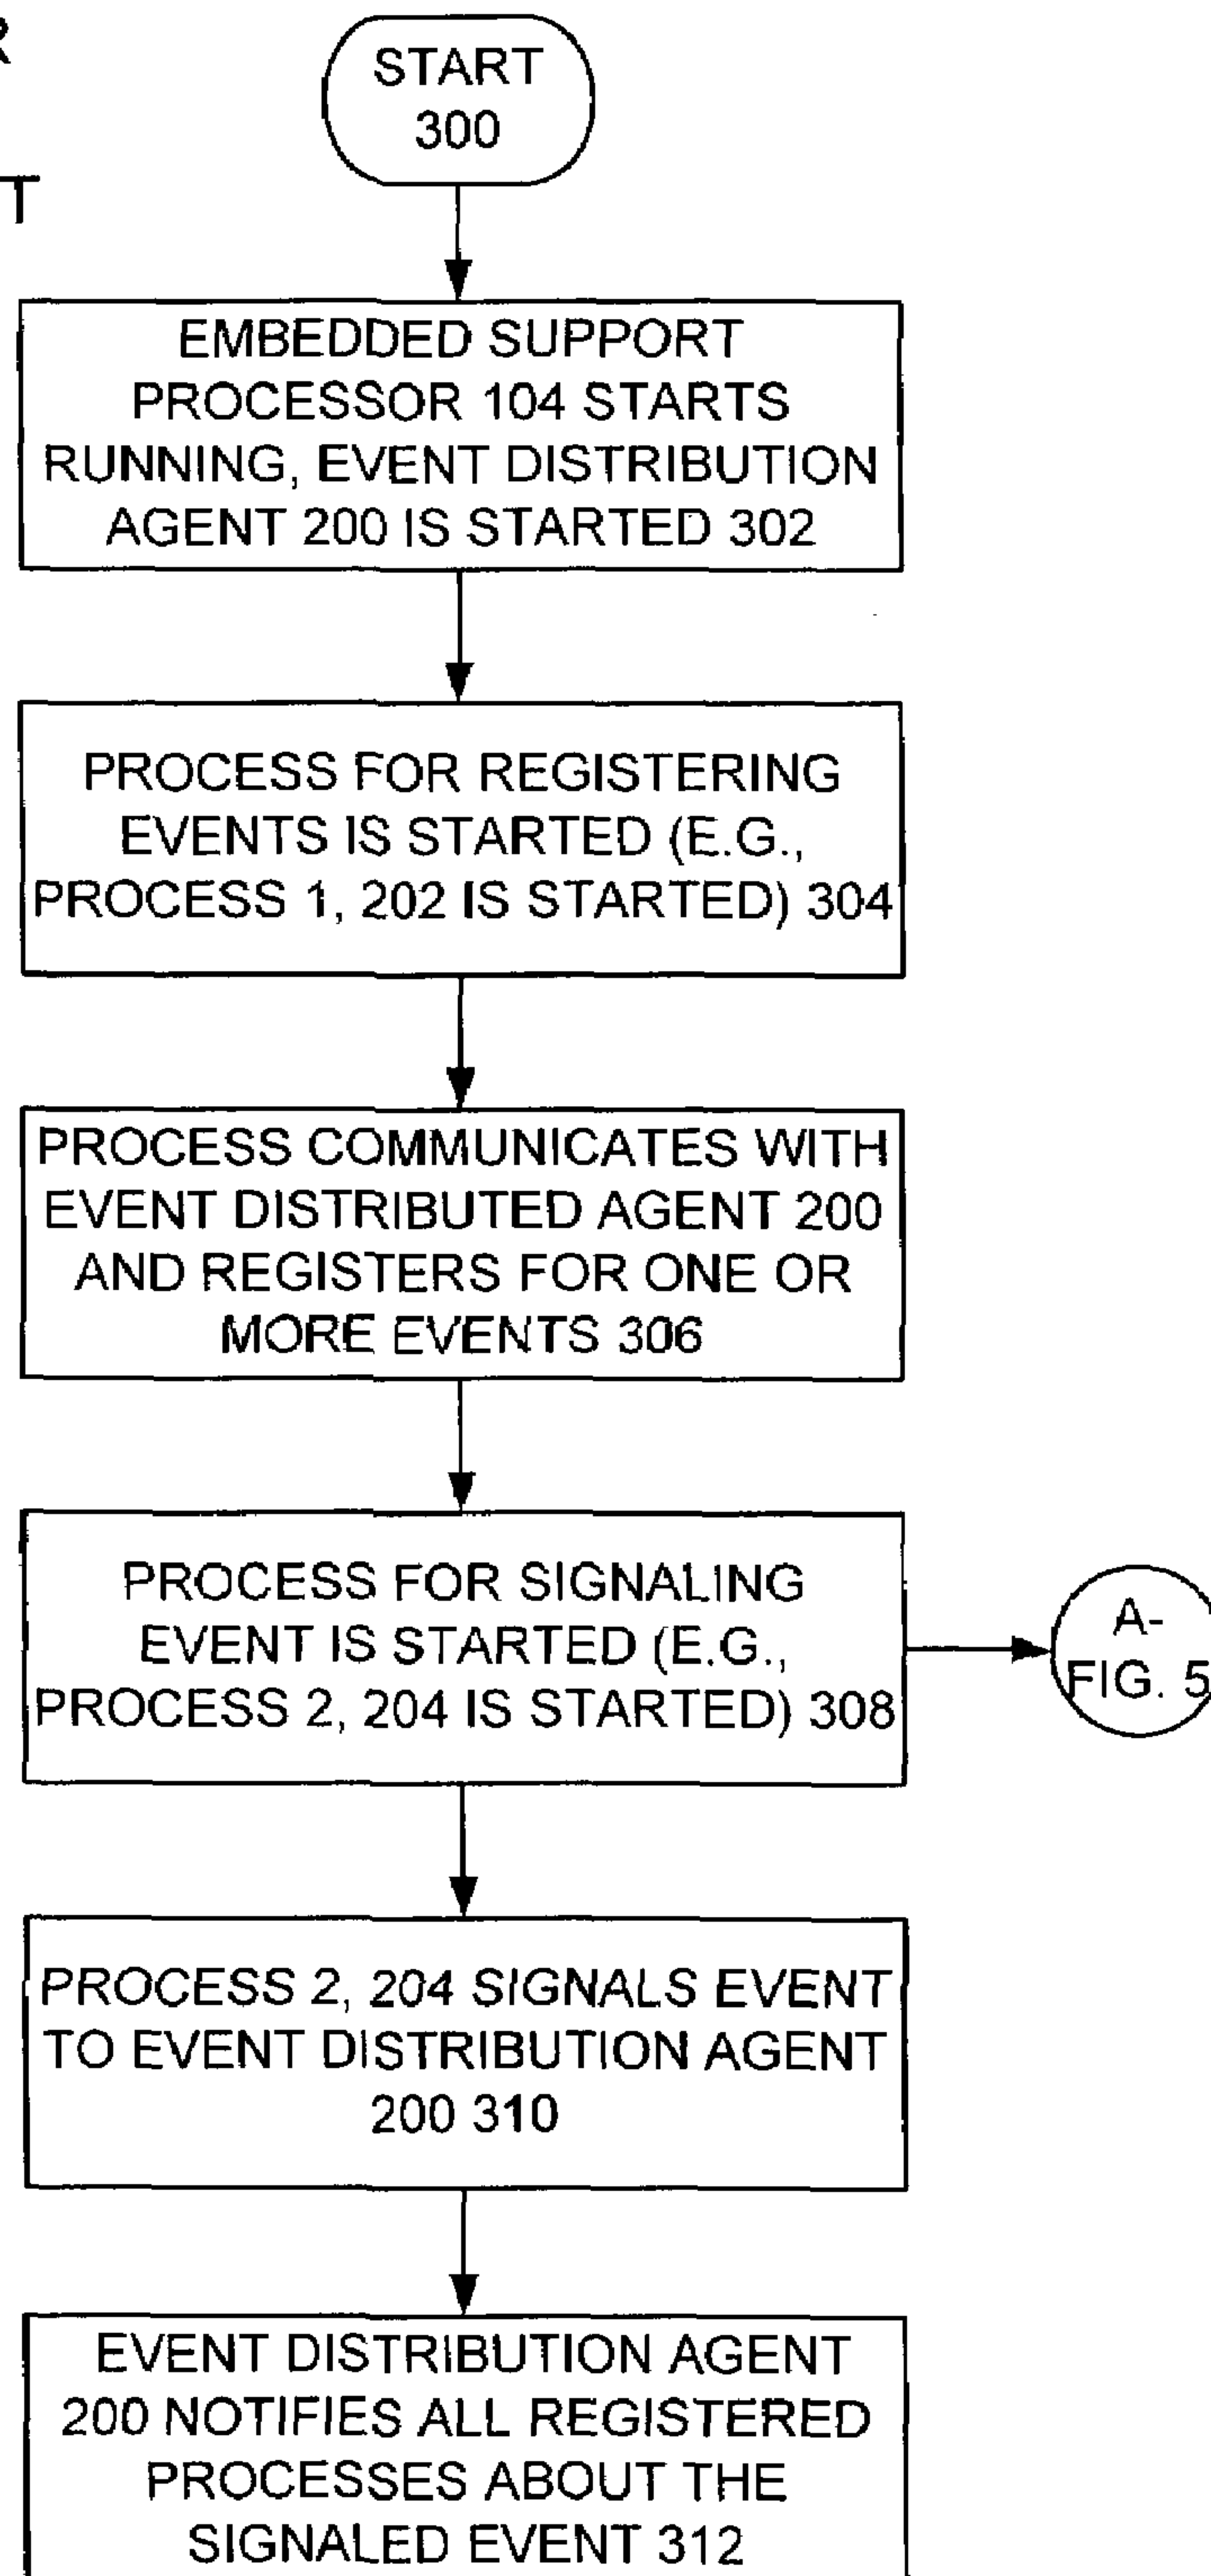 R
T
START
300
EMBEDDED SUPPORT
PROCESSOR 104 STARTS
RUNNING, EVENT DISTRIBUTION
AGENT 200 IS STARTED 302
PROCESS FOR REGISTERING
EVENTS IS STARTED (E.G.,
PROCESS 1, 202 IS STARTED) 304
PROCESS COMMUNICATES WITH
EVENT DISTRIBUTED AGENT 200
AND REGISTERS FOR ONE OR
MORE EVENTS 306
PROCESS FOR SIGNALING
EVENT IS STARTED (E.G.,
PROCESS 2, 204 IS STARTED) 308
A-
FIG. 5
PROCESS 2, 204 SIGNALS EVENT
TO EVENT DISTRIBUTION AGENT
200 310
EVENT DISTRIBUTION AGENT
200 NOTIFIES ALL REGISTERED
PROCESSES ABOUT THE
SIGNALED EVENT 312